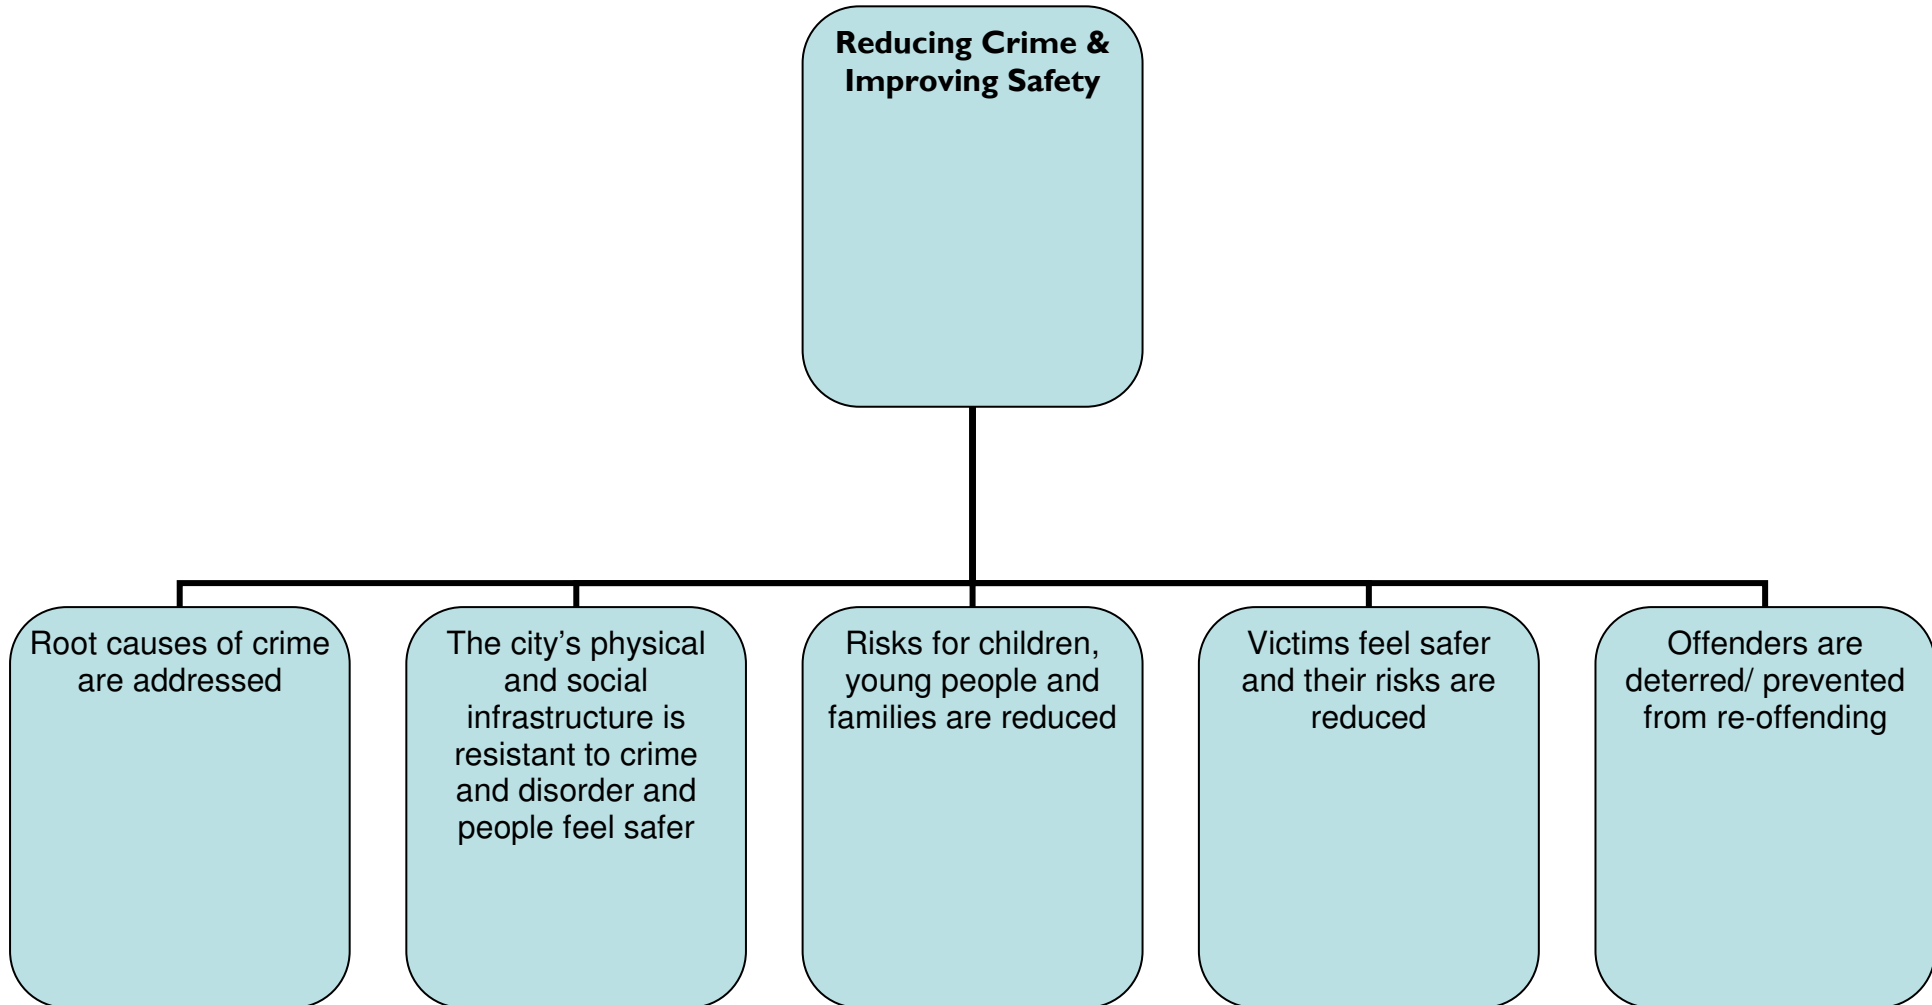 Reducing Crime &
Improving Safety
Root causes of crime
are addressed
The city’s physical
and social
infrastructure is
resistant to crime
and disorder and
people feel safer
Risks for children,
young people and
families are reduced
Victims feel safer
and their risks are
reduced
Offenders are
deterred/ prevented
from re-offending